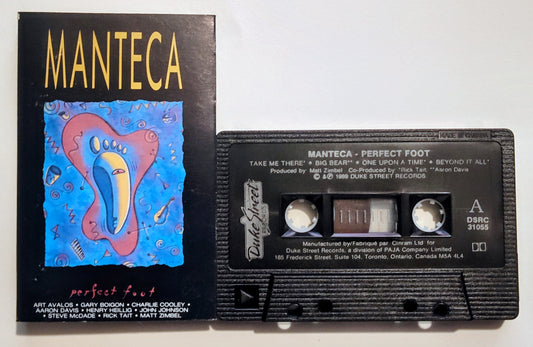 MANTECA
perfect foot
ART AVALOS • GARY BOIGON • CHARLIE COOLEY •
AARON DAVIS • HENRY HEILLIG • JOHN JOHNSON
• STEVE McDADE • RICK TAIT • MATT ZIMBEL
MADE IN CANADA
MANTECA - PERFECT FOOT
TAKE ME THERE* • BIG BEAR** • ONE UPON A TIME* • BEYOND IT ALL*
Produced by Matt Zimbel Co-Produced by *Rick Tait **Aaron Davis
© & ℗ 1989 DUKE STREET RECORDS
Duke Street
A
DSRC
31055
Manufactured by/Fabriqué par Cinram Ltd for
Duke Street Records, a division of PAJA Company Limited
185 Frederick Street, Suite 104, Toronto, Ontario, Canada M5A 4L4